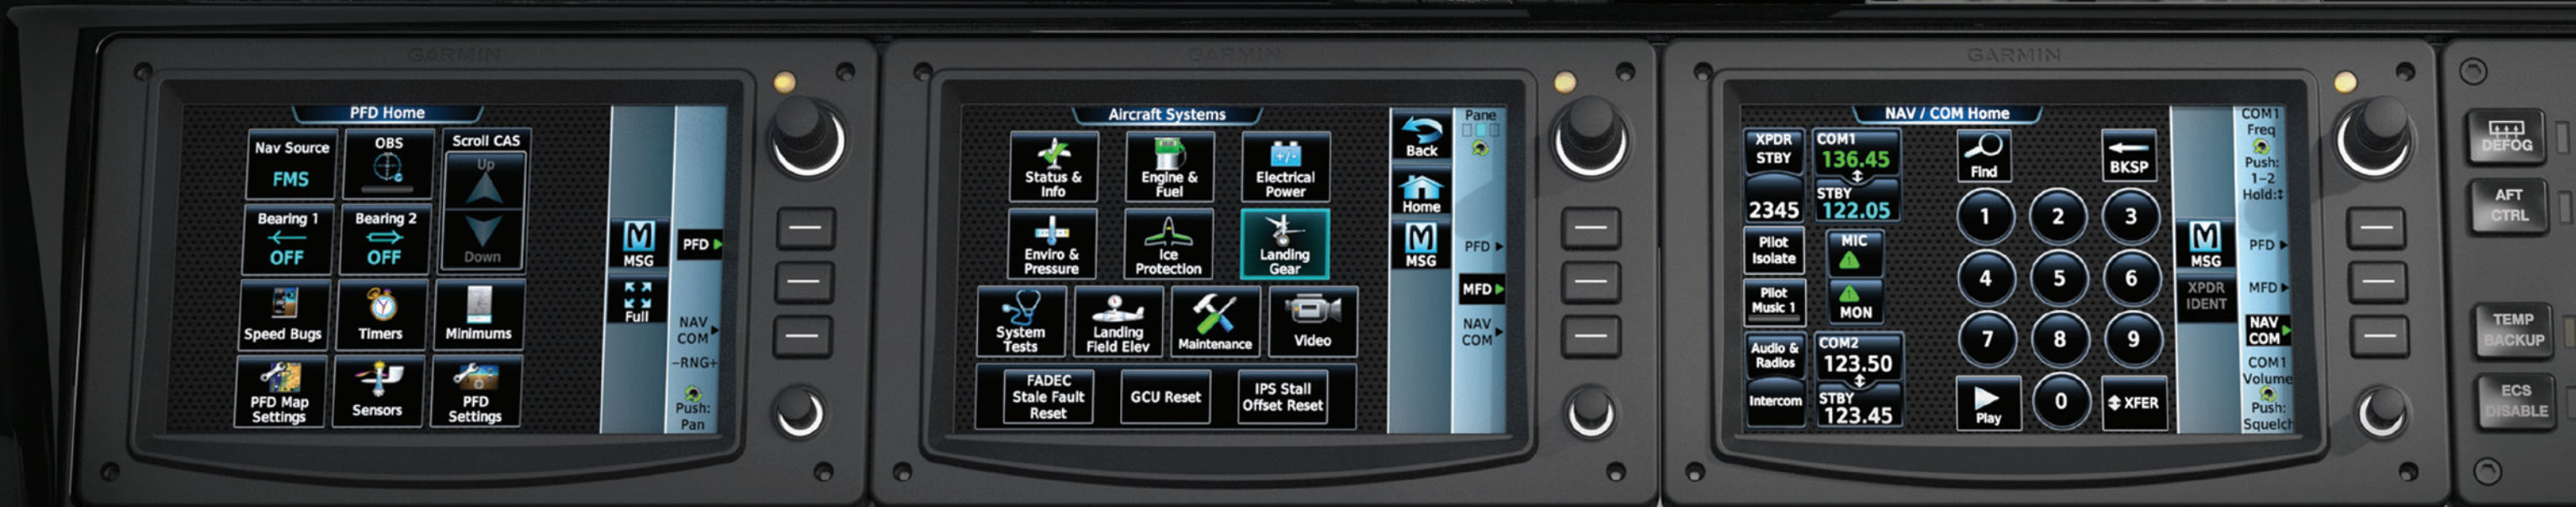 GARMIN
PFD Home
Nav Source
FMS
OBS
Scroll CAS
Up
Down
Bearing 1
OFF
Bearing 2
OFF
Speed Bugs
Timers
Minimums
PFD Map
Settings
Sensors
PFD
Settings
MSG
Full
PFD
NAV
COM
-RNG+
Push:
Pan
GARMIN
Aircraft Systems
Status &
Info
Engine &
Fuel
Electrical
Power
Enviro &
Pressure
Ice
Protection
Landing
Gear
System
Tests
Landing
Field Elev
Maintenance
Video
FADEC
Stale Fault
Reset
GCU Reset
IPS Stall
Offset Reset
Back
Home
MSG
Pane
PFD
MFD
NAV
COM
GARMIN
NAV / COM Home
XPDR
STBY
2345
COM1
136.45
STBY
122.05
Find
BKSP
Pilot
Isolate
MIC
Pilot
Music 1
MON
Audio &
Radios
Intercom
COM2
123.50
STBY
123.45
1
2
3
4
5
6
7
8
9
Play
0
XFER
MSG
XPDR
IDENT
COM1
Freq
Push:
1-2
Hold:↕
PFD
MFD
NAV
COM
COM1
Volume
Push:
Squelch
DEFOG
AFT
CTRL
TEMP
BACKUP
ECS
DISABLE